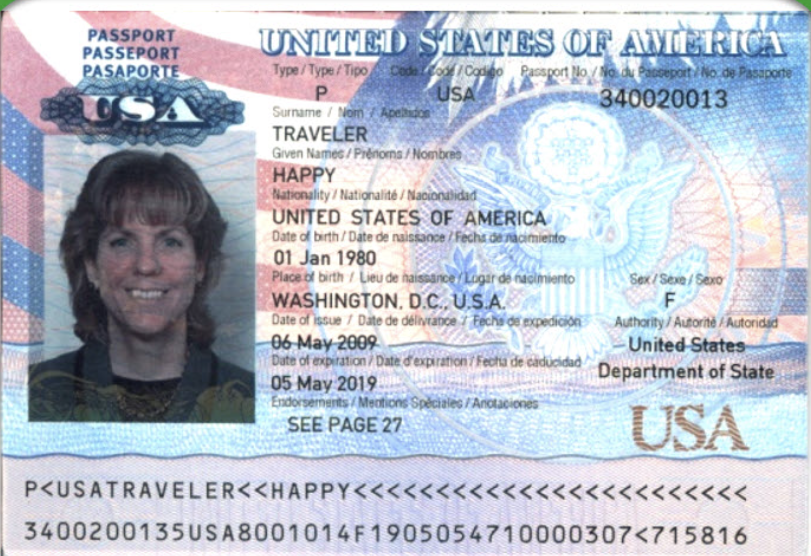 PASSPORT
PASSEPORT
PASAPORTE
USA
UNITED STATES OF AMERICA
Type / Type / Tipo Code / Code / Codigo Passport No. / No. du Passeport / No. de Pasaporte
P USA 340020013
Surname / Nom / Apellidos
TRAVELER
Given Names / Prénoms / Nombres
HAPPY
Nationality / Nationalité / Nacionalidad
UNITED STATES OF AMERICA
Date of birth / Date de naissance / Fecha de nacimiento
01 Jan 1980
Place of birth / Lieu de naissance / Lugar de nacimiento Sex / Sexe / Sexo
WASHINGTON, D.C., U.S.A. F
Date of issue / Date de délivrance / Fecha de expedición Authority / Autorité / Autoridad
06 May 2009 United States
Date of expiration / Date d'expiration / Fecha de caducidad Department of State
05 May 2019
Endorsements / Mentions Spéciales / Anotaciones
SEE PAGE 27
USA
P<USATRAVELER<<HAPPY<<<<<<<<<<<<<<<<<<<<<<<<
3400200135USA8001014F1905054710000307<715816